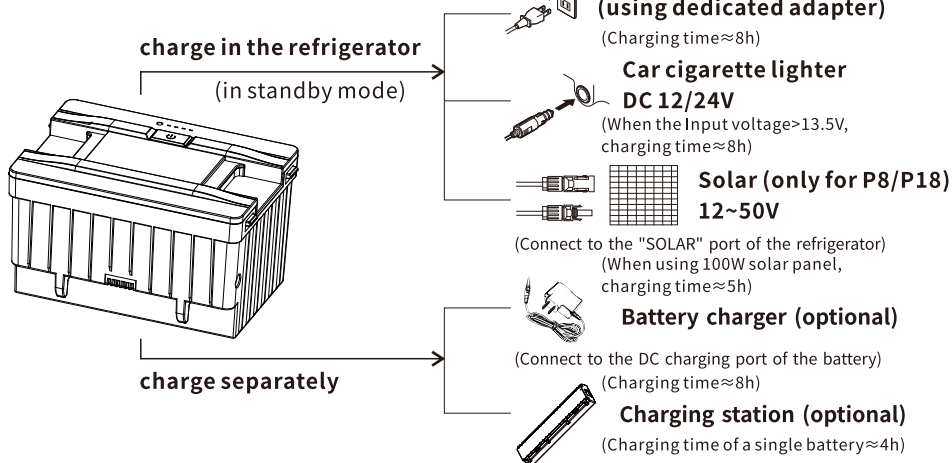 (using dedicated adapter)
(Charging time≈8h)
charge in the refrigerator
(in standby mode)
Car cigarette lighter
DC 12/24V
(When the Input voltage>13.5V,
charging time≈8h)
Solar (only for P8/P18)
12~50V
(Connect to the "SOLAR" port of the refrigerator)
(When using 100W solar panel,
charging time≈5h)
Battery charger (optional)
(Connect to the DC charging port of the battery)
(Charging time≈8h)
charge separately
Charging station (optional)
(Charging time of a single battery≈4h)